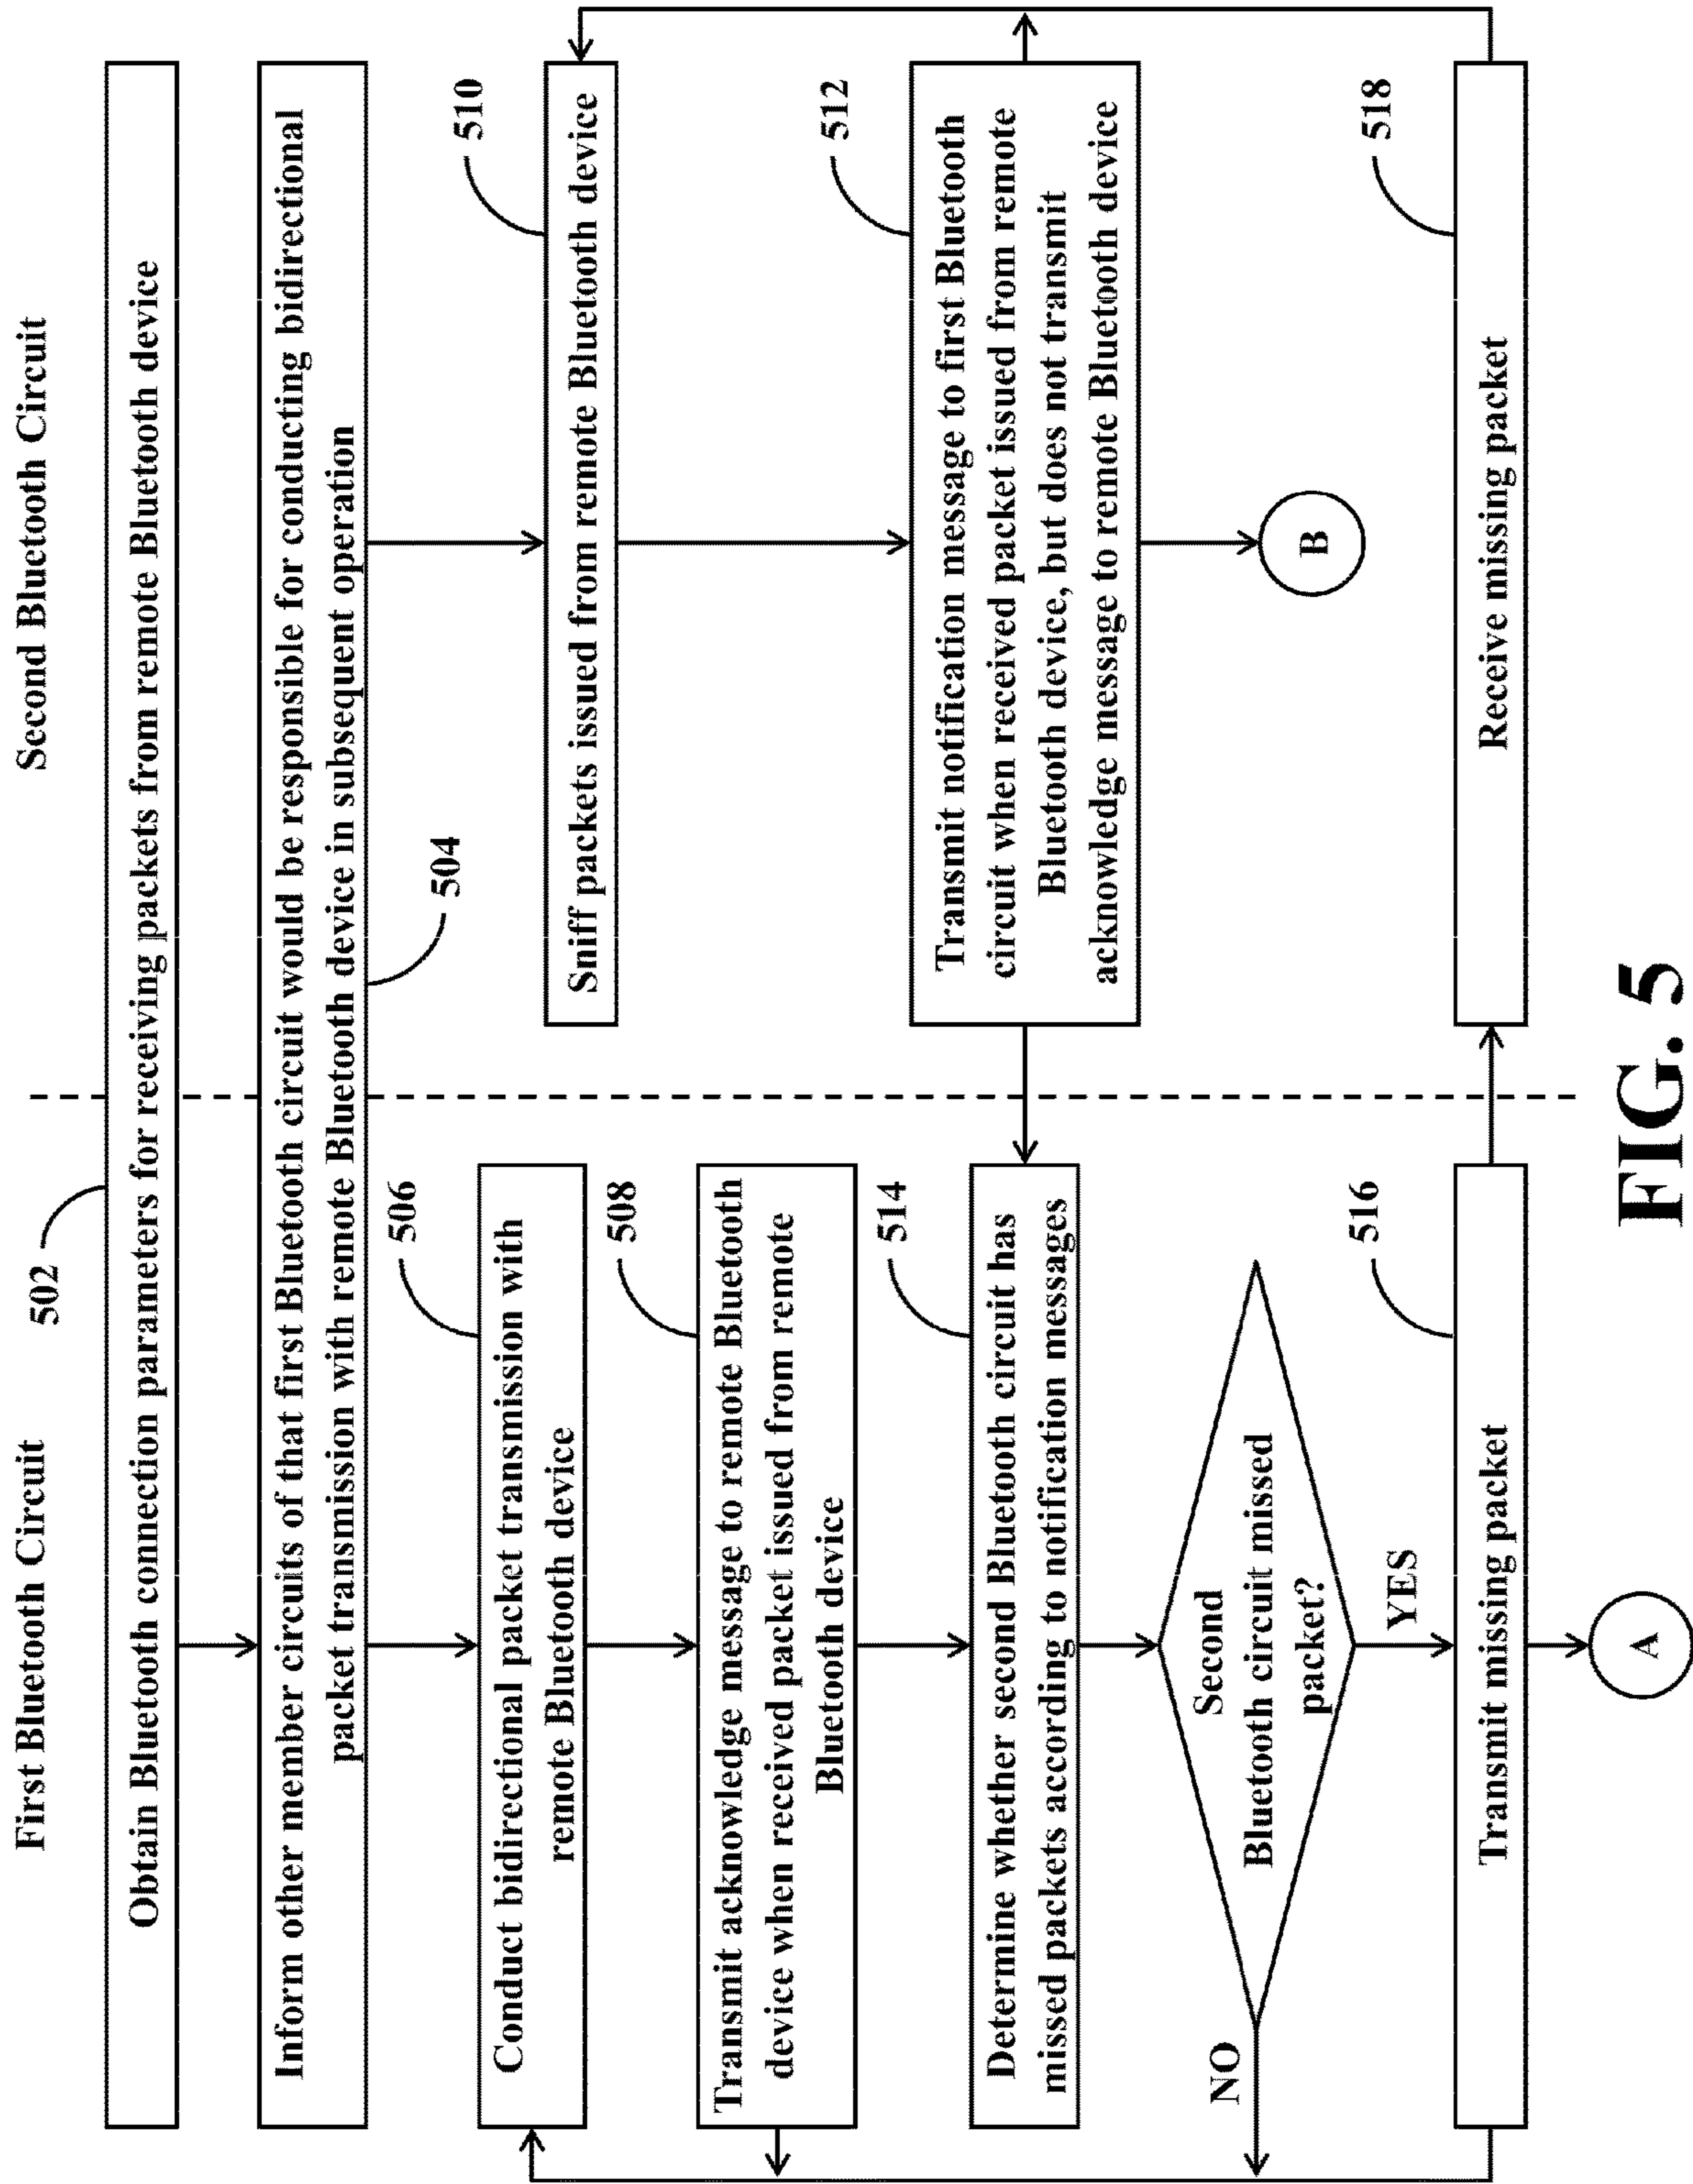 First Bluetooth Circuit
Second Bluetooth Circuit
502
Obtain Bluetooth connection parameters for receiving packets from remote Bluetooth device
Inform other member circuits of that first Bluetooth circuit would be responsible for conducting bidirectional
packet transmission with remote Bluetooth device in subsequent operation
504
506
Conduct bidirectional packet transmission with
remote Bluetooth device
510
Sniff packets issued from remote Bluetooth device
508
Transmit acknowledge message to remote Bluetooth
device when received packet issued from remote
Bluetooth device
512
Transmit notification message to first Bluetooth
circuit when received packet issued from remote
Bluetooth device, but does not transmit
acknowledge message to remote Bluetooth device
514
Determine whether second Bluetooth circuit has
missed packets according to notification messages
NO
Second
Bluetooth circuit missed
packet?
YES
B
516
Transmit missing packet
518
Receive missing packet
A
FIG. 5